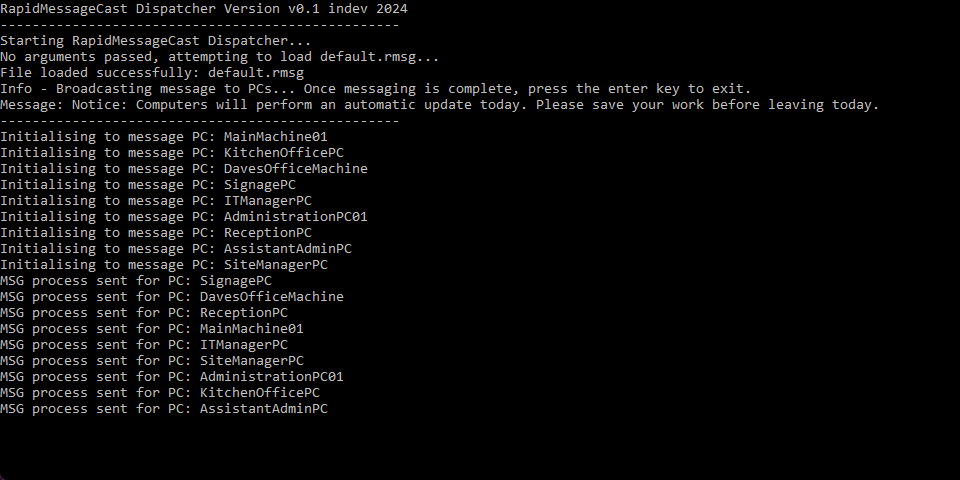 RapidMessageCast Dispatcher Version v0.1 indev 2024
--------------------------------------------------
Starting RapidMessageCast Dispatcher...
No arguments passed, attempting to load default.rmsg...
File loaded successfully: default.rmsg
Info - Broadcasting message to PCs... Once messaging is complete, press the enter key to exit.
Message: Notice: Computers will perform an automatic update today. Please save your work before leaving today.
--------------------------------------------------
Initialising to message PC: MainMachine01
Initialising to message PC: KitchenOfficePC
Initialising to message PC: DavesOfficeMachine
Initialising to message PC: SignagePC
Initialising to message PC: ITManagerPC
Initialising to message PC: AdministrationPC01
Initialising to message PC: ReceptionPC
Initialising to message PC: AssistantAdminPC
Initialising to message PC: SiteManagerPC
MSG process sent for PC: SignagePC
MSG process sent for PC: DavesOfficeMachine
MSG process sent for PC: ReceptionPC
MSG process sent for PC: MainMachine01
MSG process sent for PC: ITManagerPC
MSG process sent for PC: SiteManagerPC
MSG process sent for PC: AdministrationPC01
MSG process sent for PC: KitchenOfficePC
MSG process sent for PC: AssistantAdminPC